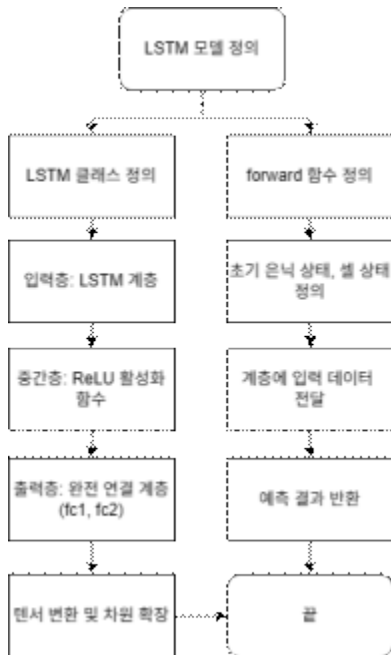 LSTM 모델 정의
LSTM 클래스 정의
forward 함수 정의
입력층: LSTM 계층
초기 은닉 상태, 셀 상태
정의
중간층: ReLU 활성화
함수
계층에 입력 데이터
전달
출력층: 완전 연결 계층
(fc1, fc2)
예측 결과 반환
텐서 변환 및 차원 확장
끝